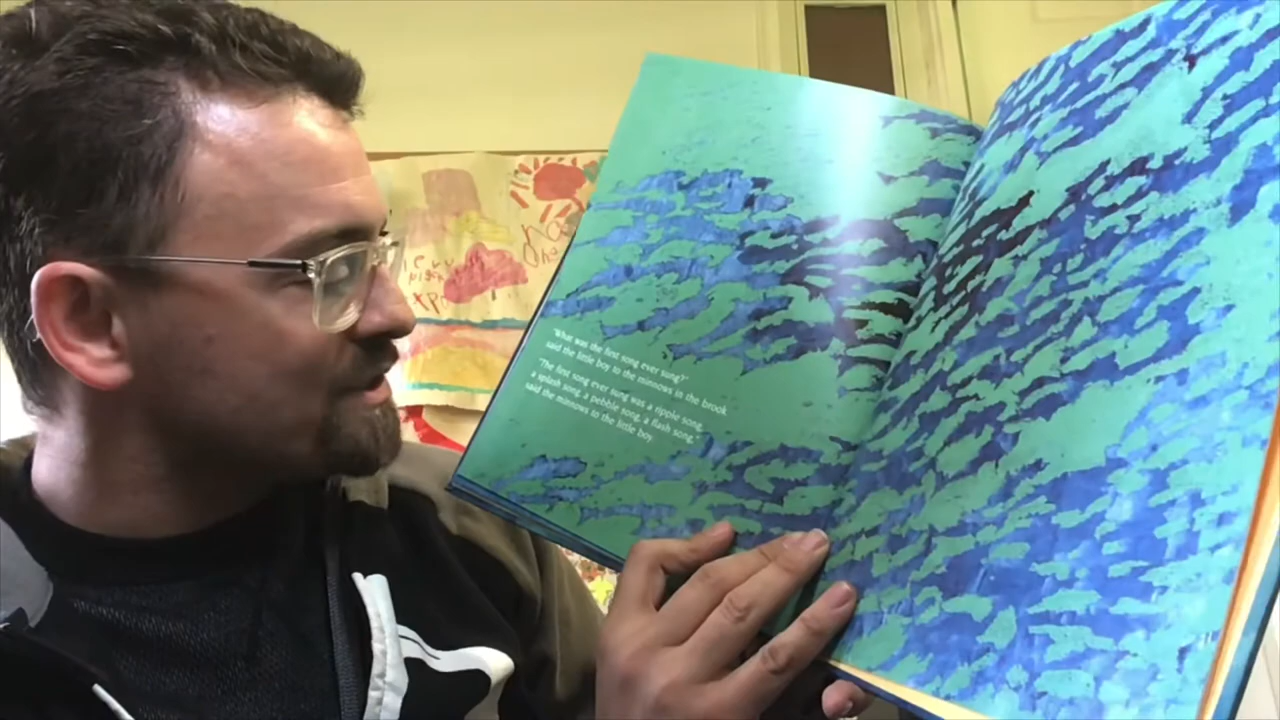 "What was the first song ever sung?"
said the little boy to the minnows in the brook.
"The first song ever sung was a ripple song,
a splash song, a pebble song, a flash song,"
said the minnows to the little boy.